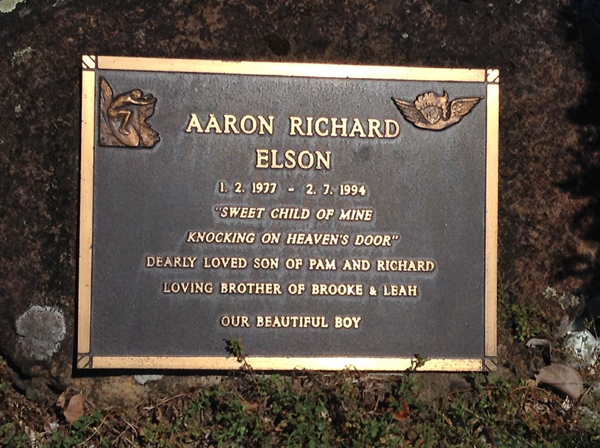 AARON RICHARD
ELSON
1. 2. 1977 - 2. 7. 1994
"SWEET CHILD OF MINE
KNOCKING ON HEAVEN'S DOOR"
DEARLY LOVED SON OF PAM AND RICHARD
LOVING BROTHER OF BROOKE & LEAH
OUR BEAUTIFUL BOY